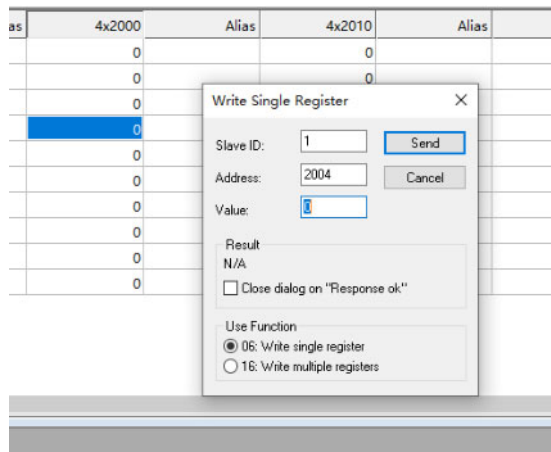 as 4x2000 Alias 4x2010 Alias
0 0
0 0
0
0
0
0
0
0
0
0
Write Single Register
Slave ID: 1 Send
Address: 2004 Cancel
Value: 0
Result
N/A
Close dialog on "Response ok"
Use Function
06: Write single register
16: Write multiple registers